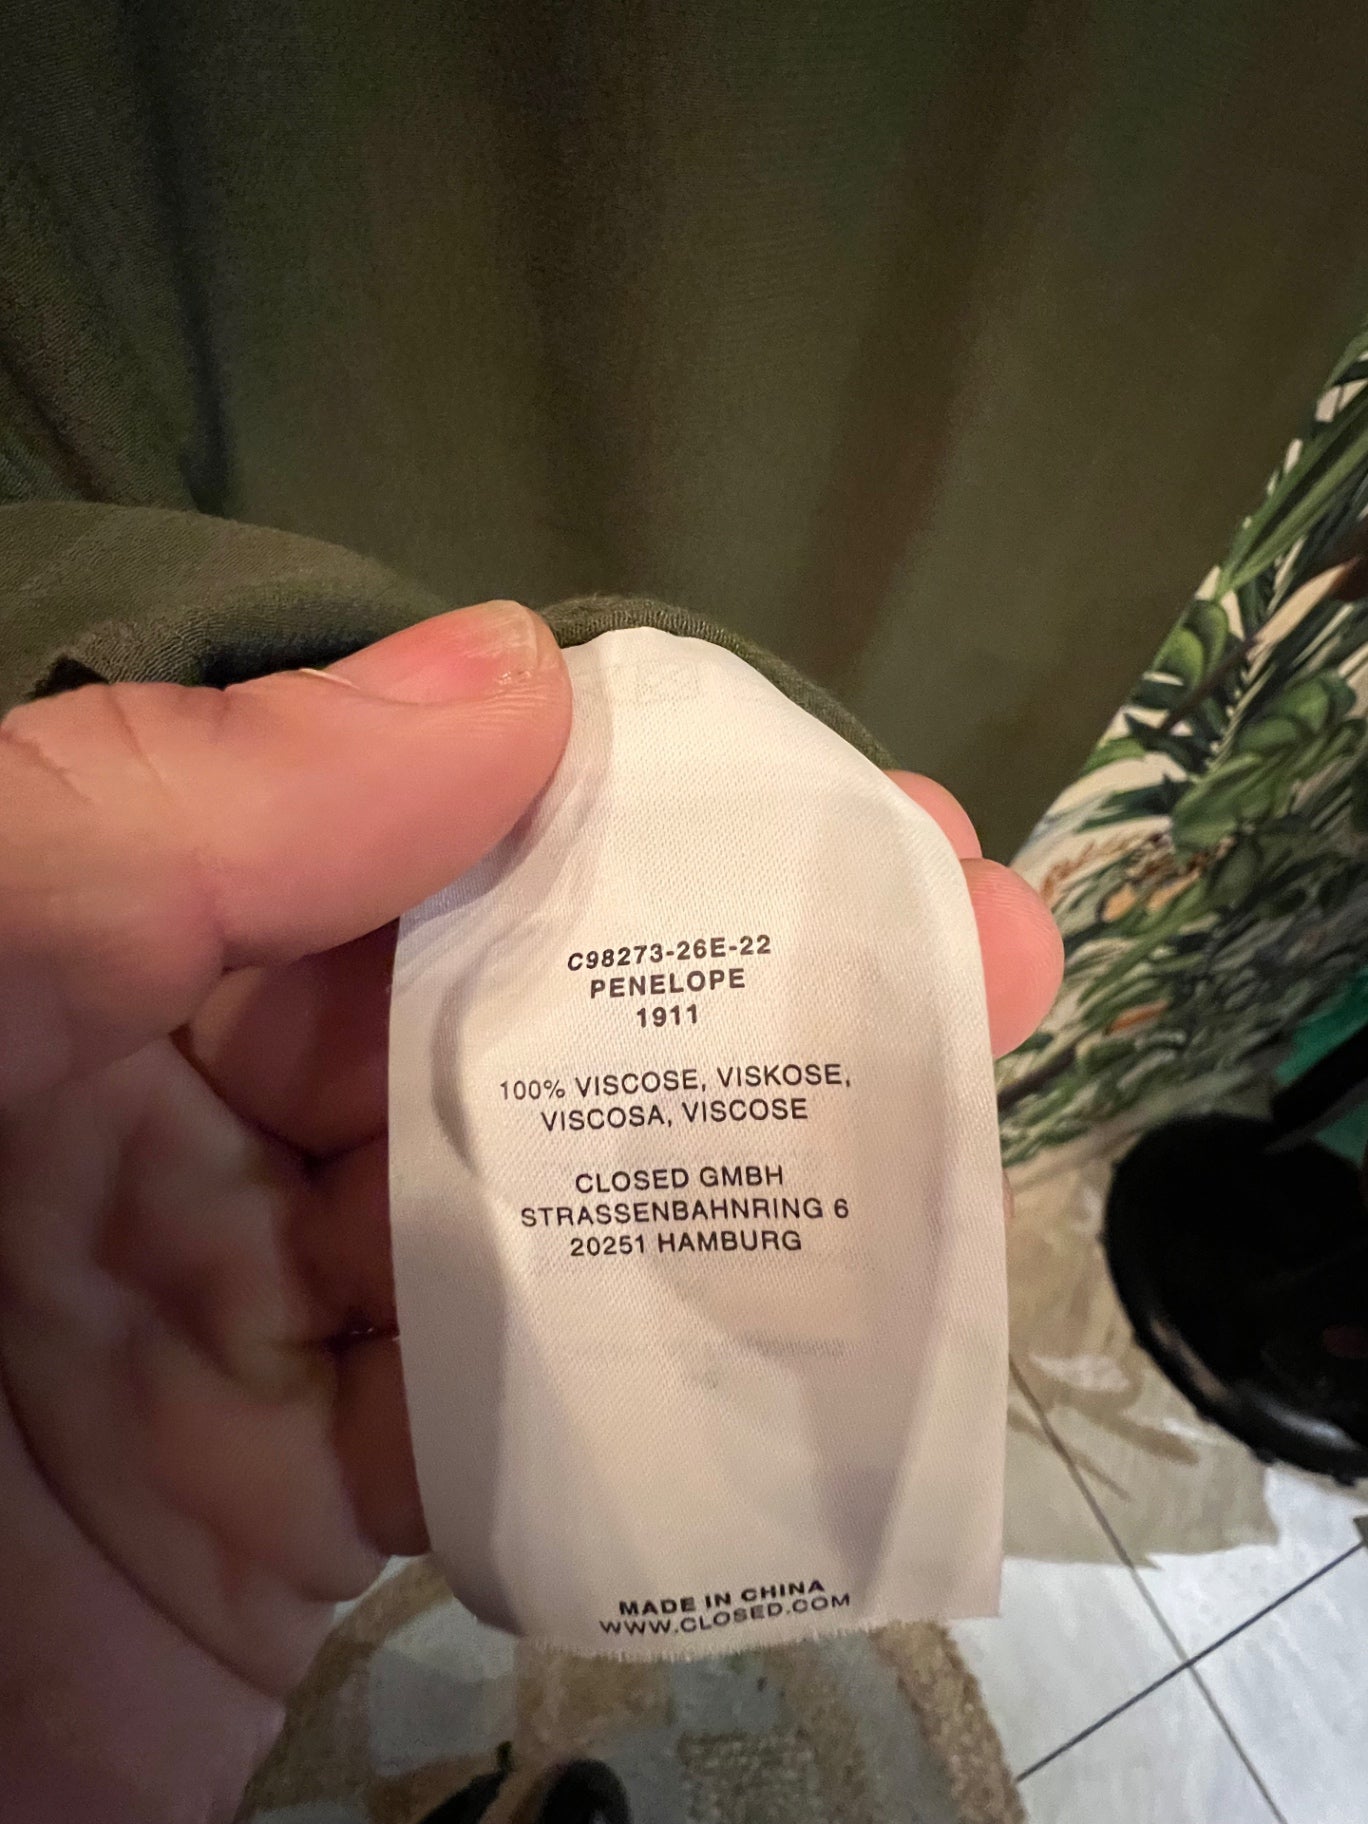 C98273-26E-22
PENELOPE
1911
100% VISCOSE, VISKOSE,
VISCOSA, VISCOSE
CLOSED GMBH
STRASSENBAHNRING 6
20251 HAMBURG
MADE IN CHINA
WWW.CLOSED.COM